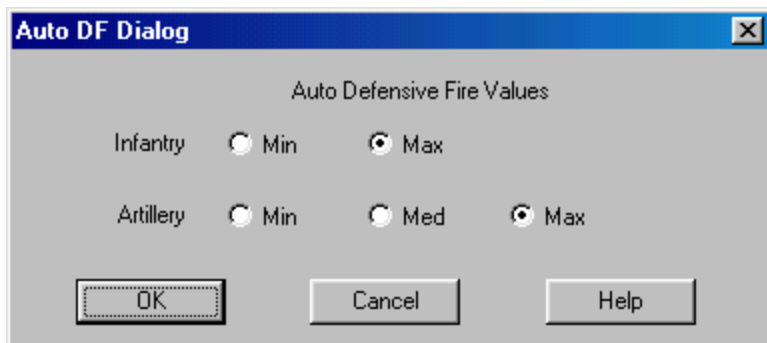 Auto DF Dialog
Auto Defensive Fire Values
Infantry Min Max
Artillery Min Med Max
OK Cancel Help